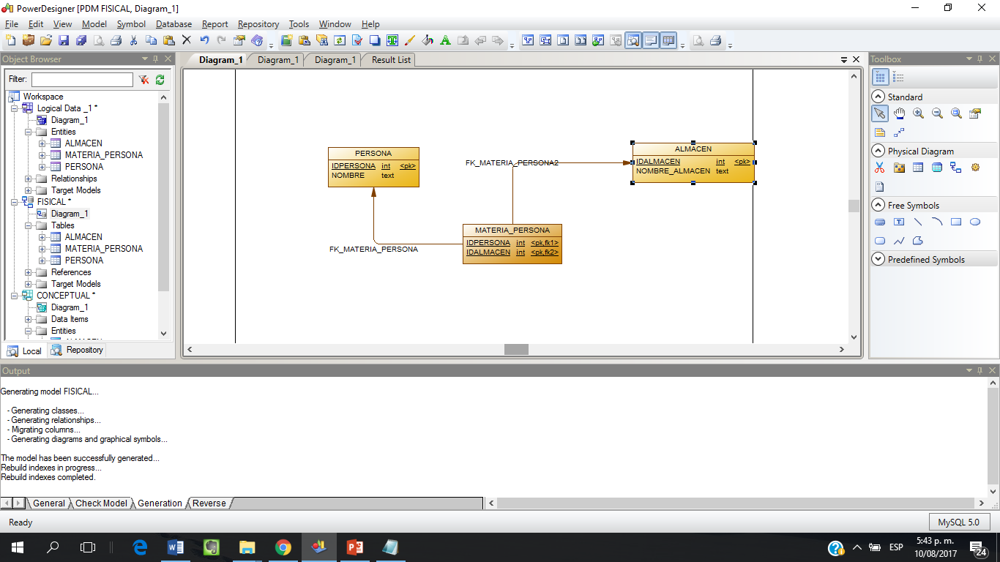 PowerDesigner [PDM FISICAL, Diagram_1]
File Edit View Model Symbol Database Report Repository Tools Window Help
Object Browser
Filter:
Workspace
Logical Data _1 *
Diagram_1
Entities
ALMACEN
MATERIA_PERSONA
PERSONA
Relationships
Target Models
FISICAL *
Diagram_1
Tables
ALMACEN
MATERIA_PERSONA
PERSONA
References
Target Models
CONCEPTUAL *
Diagram_1
Data Items
Entities
Local Repository
Diagram_1 Diagram_1 Diagram_1 Result List
PERSONA
IDPERSONA int <pk>
NOMBRE text
FK_MATERIA_PERSONA2
ALMACEN
IDALMACEN int <pk>
NOMBRE_ALMACEN text
MATERIA_PERSONA
IDPERSONA int <pk,fk1>
IDALMACEN int <pk,fk2>
FK_MATERIA_PERSONA
Toolbox
Standard
Physical Diagram
Free Symbols
Predefined Symbols
Output
Generating model FISICAL...
- Generating classes...
- Generating relationships...
- Migrating columns...
- Generating diagrams and graphical symbols...
The model has been successfully generated...
Rebuild indexes in progress...
Rebuild indexes completed.
General Check Model Generation Reverse
Ready
MySQL 5.0
ESP
5:43 p. m.
10/08/2017
24